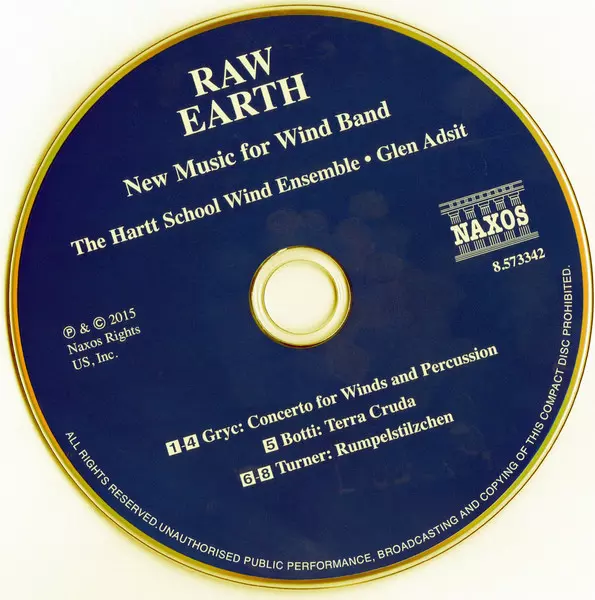 RAW
EARTH
New Music for Wind Band
The Hartt School Wind Ensemble • Glen Adsit
NAXOS
8.573342
℗ & © 2015
Naxos Rights
US, Inc.
1-4 Gryc: Concerto for Winds and Percussion
5 Botti: Terra Cruda
6-8 Turner: Rumpelstilzchen
ALL RIGHTS RESERVED.UNAUTHORISED PUBLIC PERFORMANCE, BROADCASTING AND COPYING OF THIS COMPACT DISC PROHIBITED.